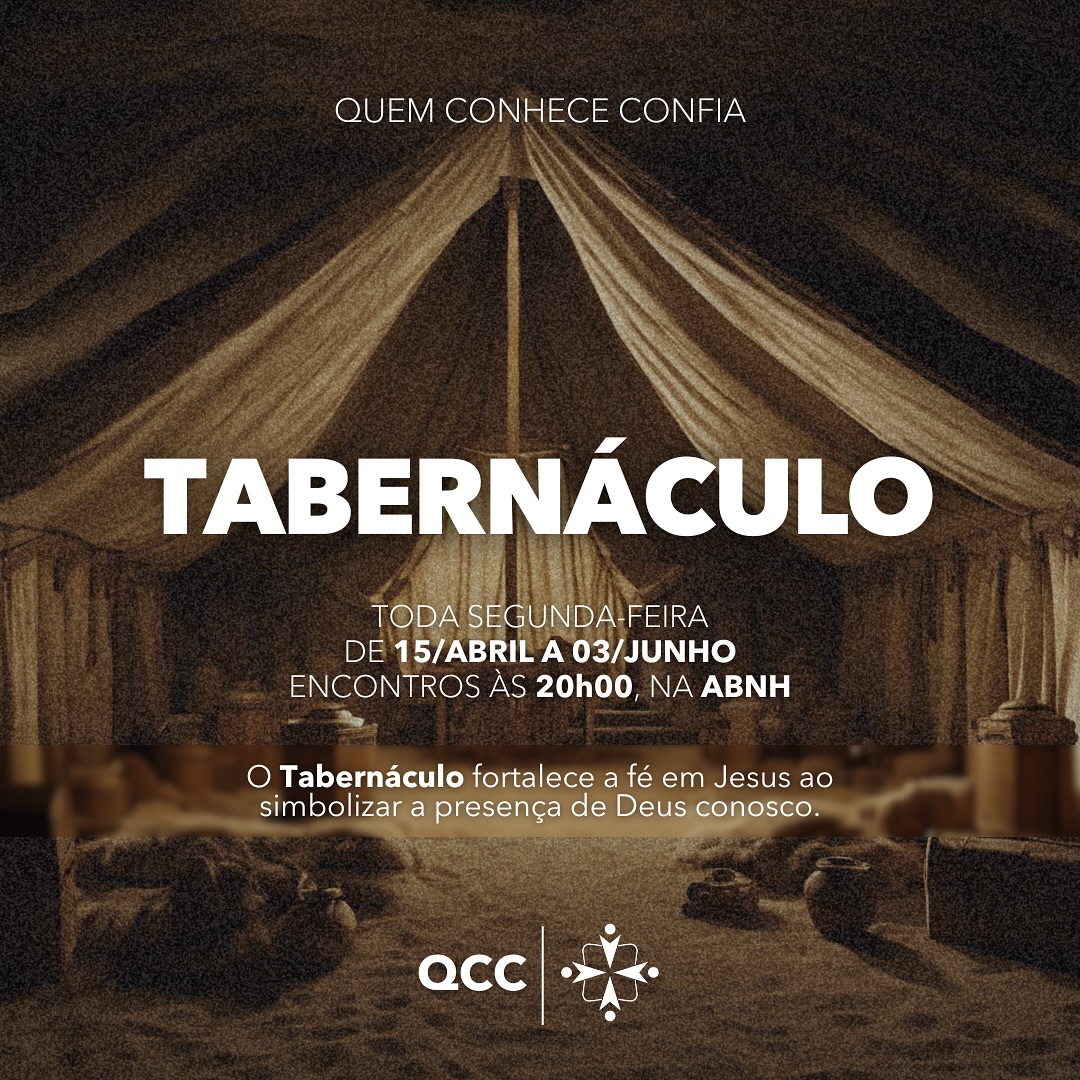 QUEM CONHECE CONFIA
TABERNÁCULO
TODA SEGUNDA-FEIRA
DE 15/ABRIL A 03/JUNHO
ENCONTROS ÀS 20h00, NA ABNH
O Tabernáculo fortalece a fé em Jesus ao
simbolizar a presença de Deus conosco.
QCC